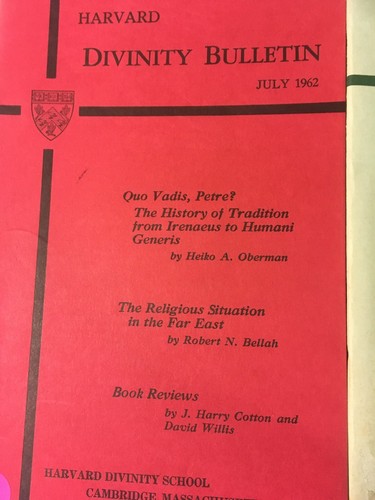 HARVARD
DIVINITY BULLETIN
JULY 1962
Quo Vadis, Petre?
The History of Tradition
from Irenaeus to Humani
Generis
by Heiko A. Oberman
The Religious Situation
in the Far East
by Robert N. Bellah
Book Reviews
by J. Harry Cotton and
David Willis
HARVARD DIVINITY SCHOOL
CAMBRIDGE